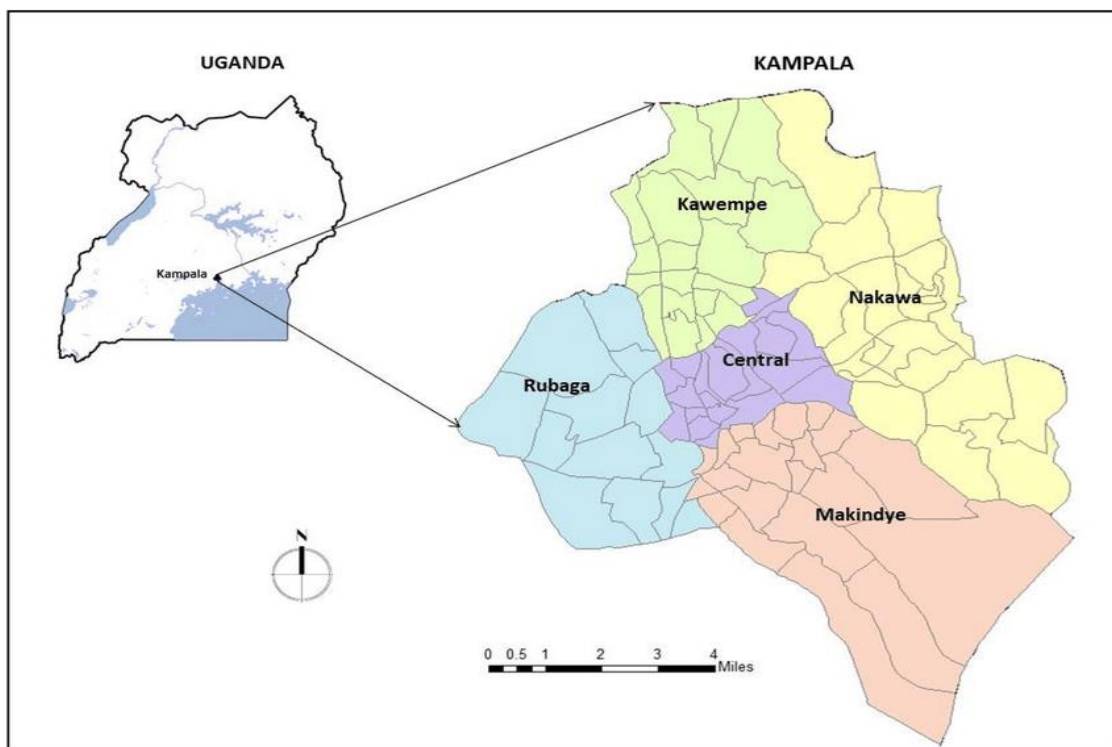 UGANDA
KAMPALA
Kawempe
Kampala
Nakawa
Central
Rubaga
Makindye
N
0 0.5 1 2 3 4
Miles